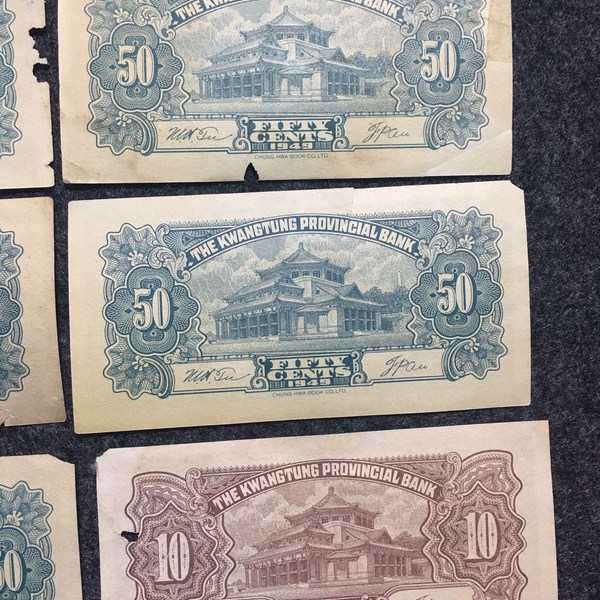 THE KWANGTUNG PROVINCIAL BANK
50 50
FIFTY
CENTS
1949
CHUNG HWA BOOK CO., LTD.
THE KWANGTUNG PROVINCIAL BANK
50 50
FIFTY
CENTS
1949
CHUNG HWA BOOK CO., LTD.
THE KWANGTUNG PROVINCIAL BANK
10 10